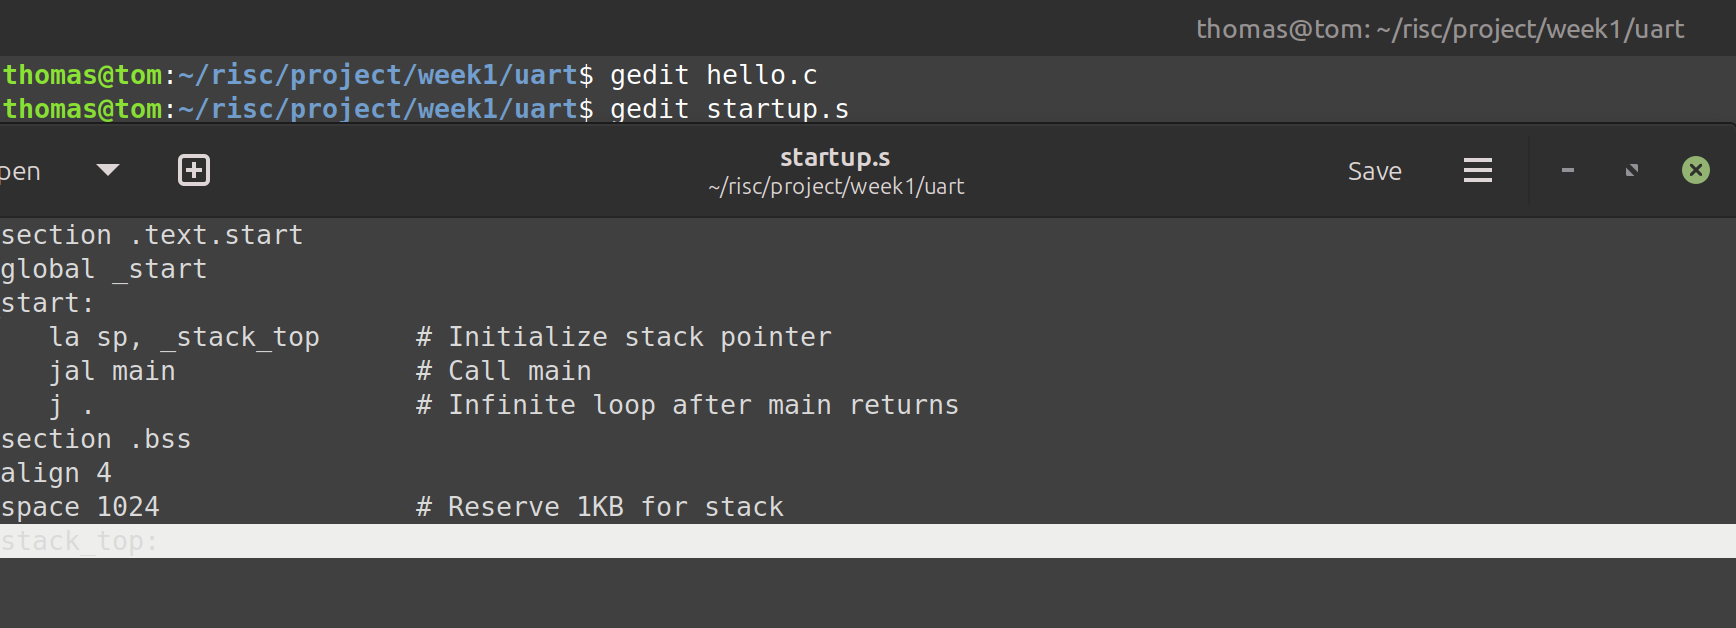 thomas@tom: ~/risc/project/week1/uart
thomas@tom:~/risc/project/week1/uart$ gedit hello.c
thomas@tom:~/risc/project/week1/uart$ gedit startup.s
pen
startup.s
~/risc/project/week1/uart
Save
section .text.start
global _start
start:
    la sp, _stack_top      # Initialize stack pointer
    jal main               # Call main
    j .                    # Infinite loop after main returns
section .bss
align 4
space 1024                # Reserve 1KB for stack
stack_top: